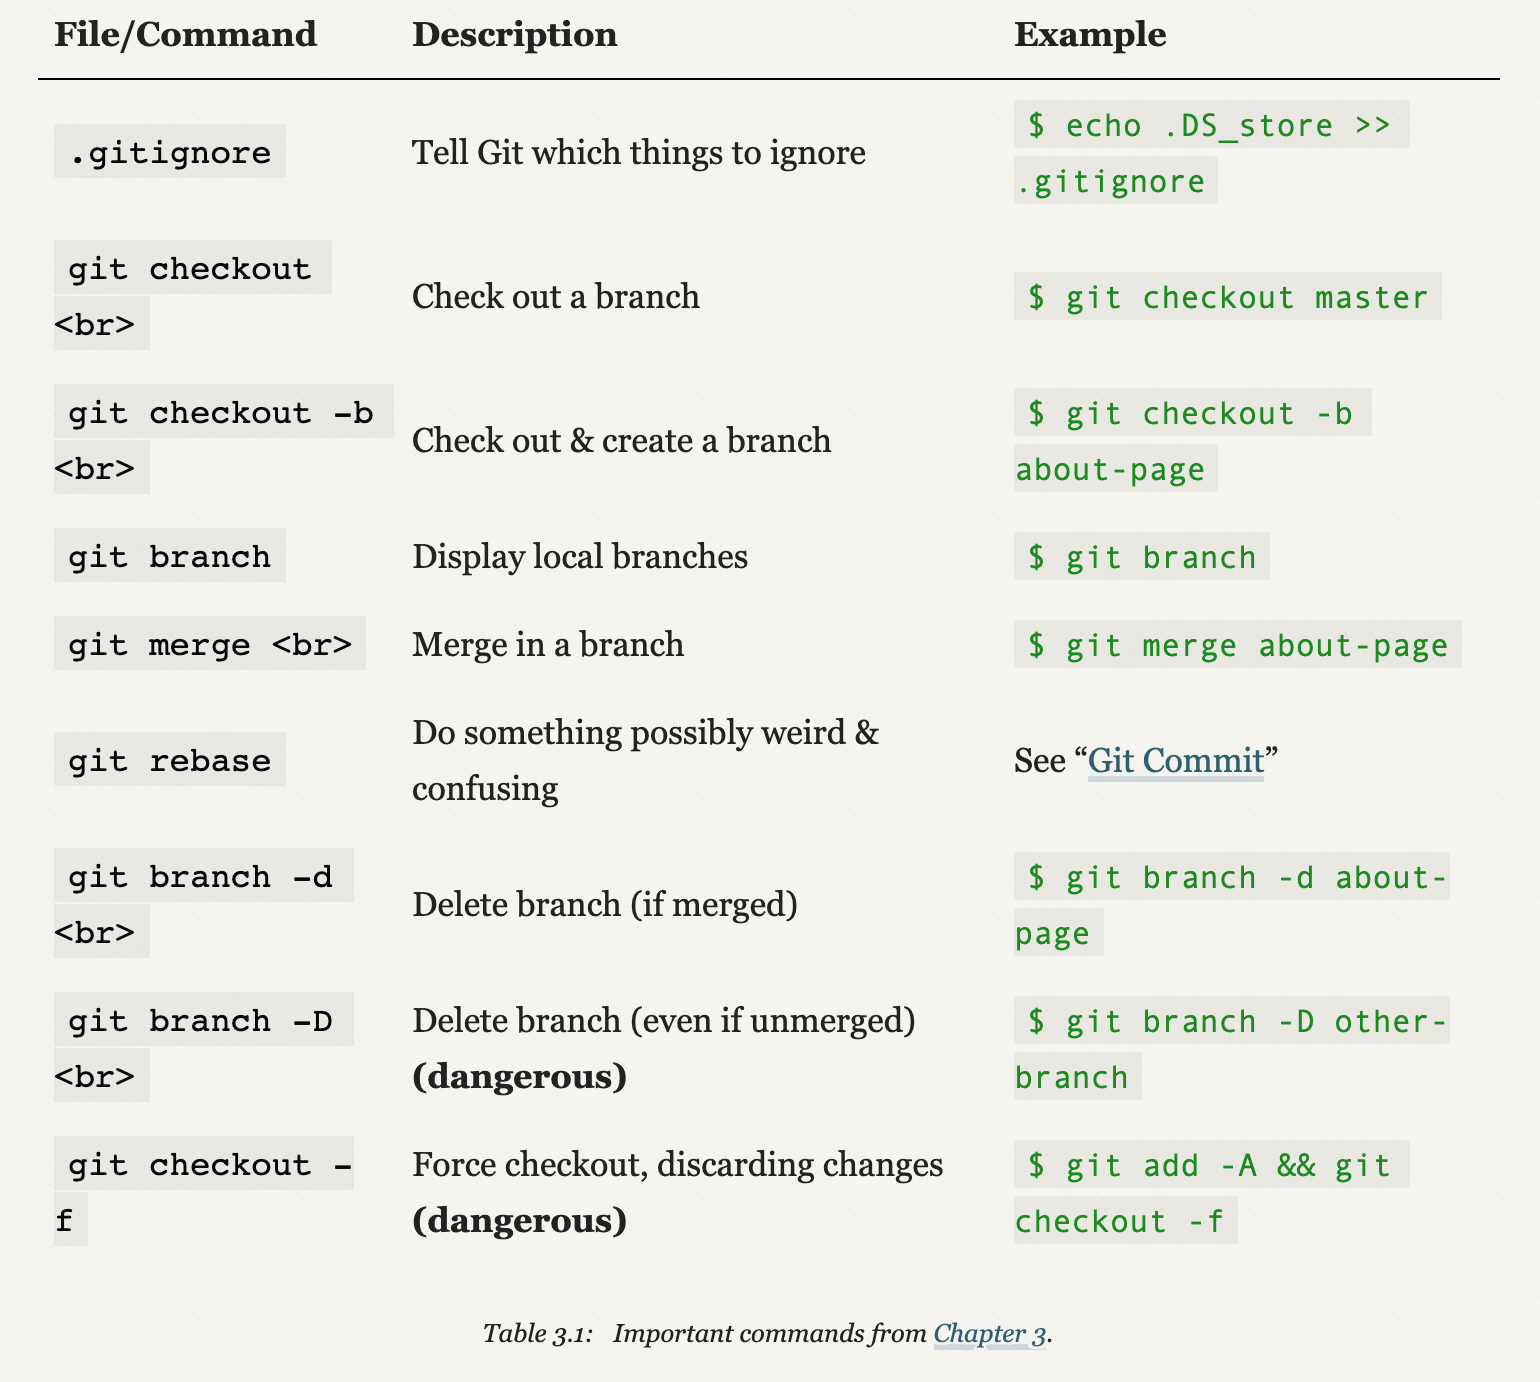 File/Command Description Example
.gitignore Tell Git which things to ignore $ echo .DS_store >>
.gitignore
git checkout
<br> Check out a branch $ git checkout master
git checkout -b
<br> Check out & create a branch $ git checkout -b
about-page
git branch Display local branches $ git branch
git merge <br> Merge in a branch $ git merge about-page
git rebase Do something possibly weird &
confusing See “Git Commit”
git branch -d
<br> Delete branch (if merged) $ git branch -d about-
page
git branch -D
<br> Delete branch (even if unmerged)
(dangerous) $ git branch -D other-
branch
git checkout -
f Force checkout, discarding changes
(dangerous) $ git add -A && git
checkout -f
Table 3.1: Important commands from Chapter 3.